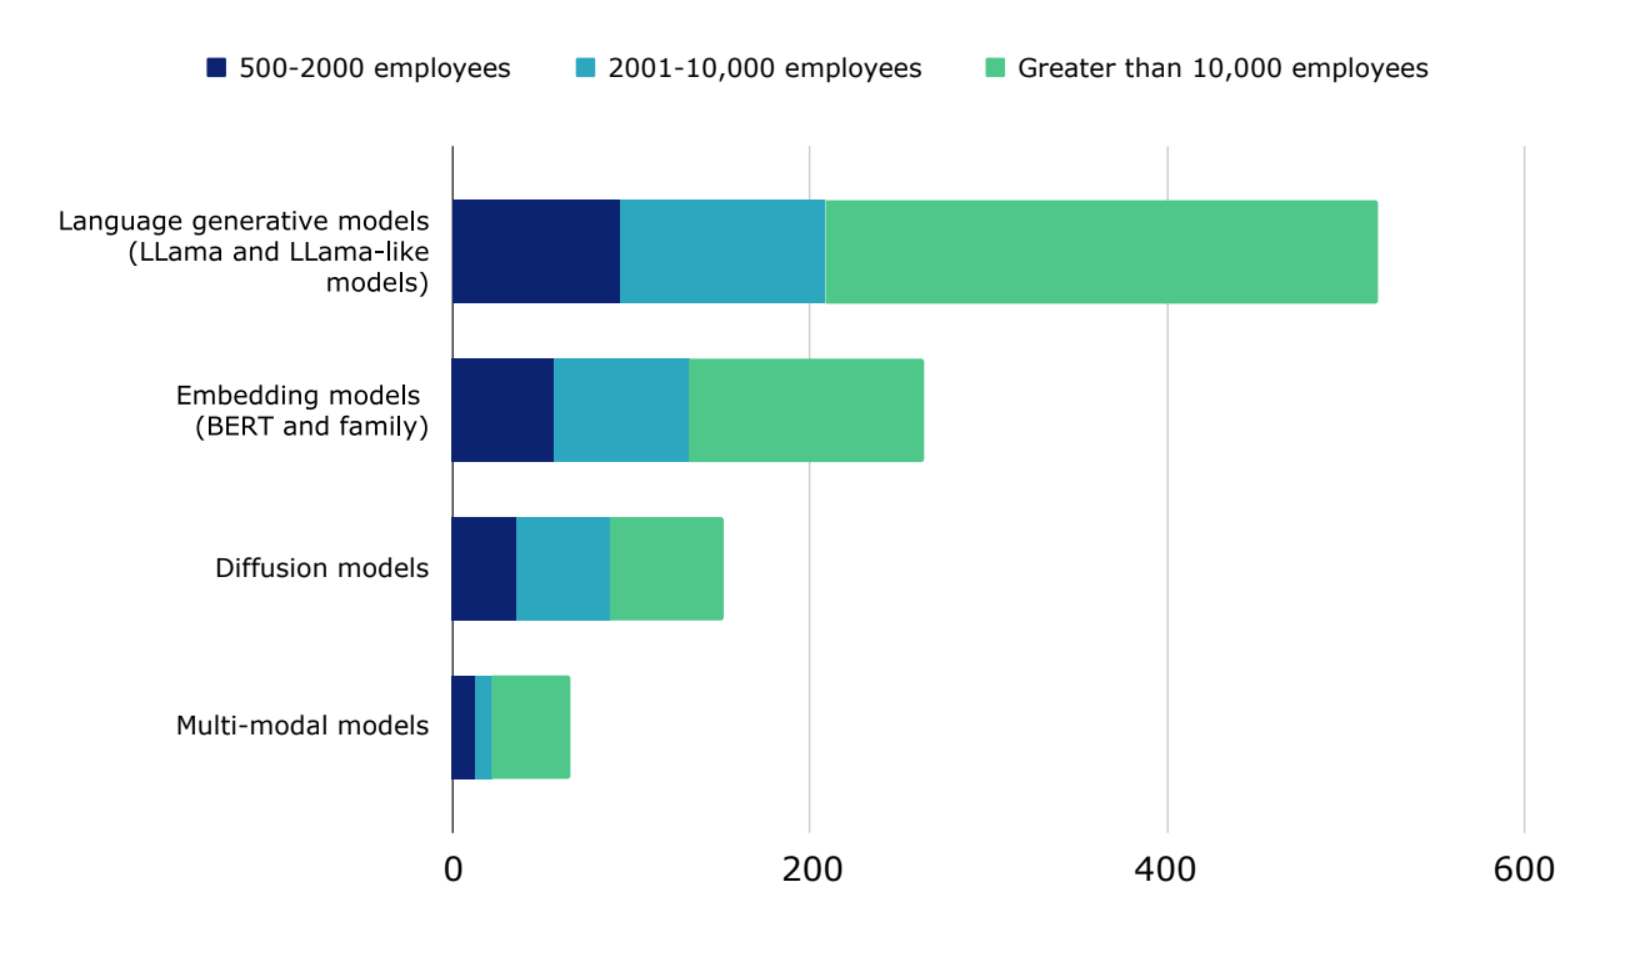 500-2000 employees
2001-10,000 employees
Greater than 10,000 employees
Language generative models
(LLama and LLama-like
models)
Embedding models
(BERT and family)
Diffusion models
Multi-modal models
0
200
400
600